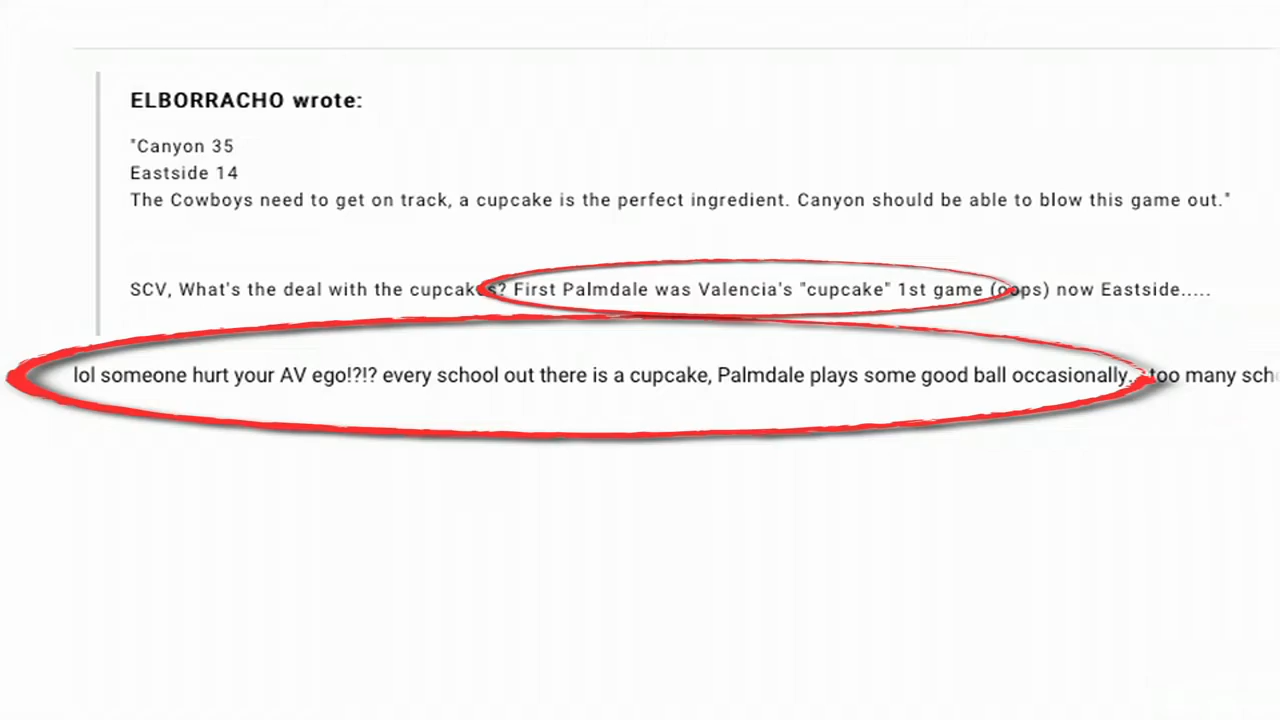 ELBORRACHO wrote:
"Canyon 35
Eastside 14
The Cowboys need to get on track, a cupcake is the perfect ingredient. Canyon should be able to blow this game out."
SCV, What's the deal with the cupcakes? First Palmdale was Valencia's "cupcake" 1st game (oops) now Eastside.....
lol someone hurt your AV ego!?!? every school out there is a cupcake, Palmdale plays some good ball occasionally... too many